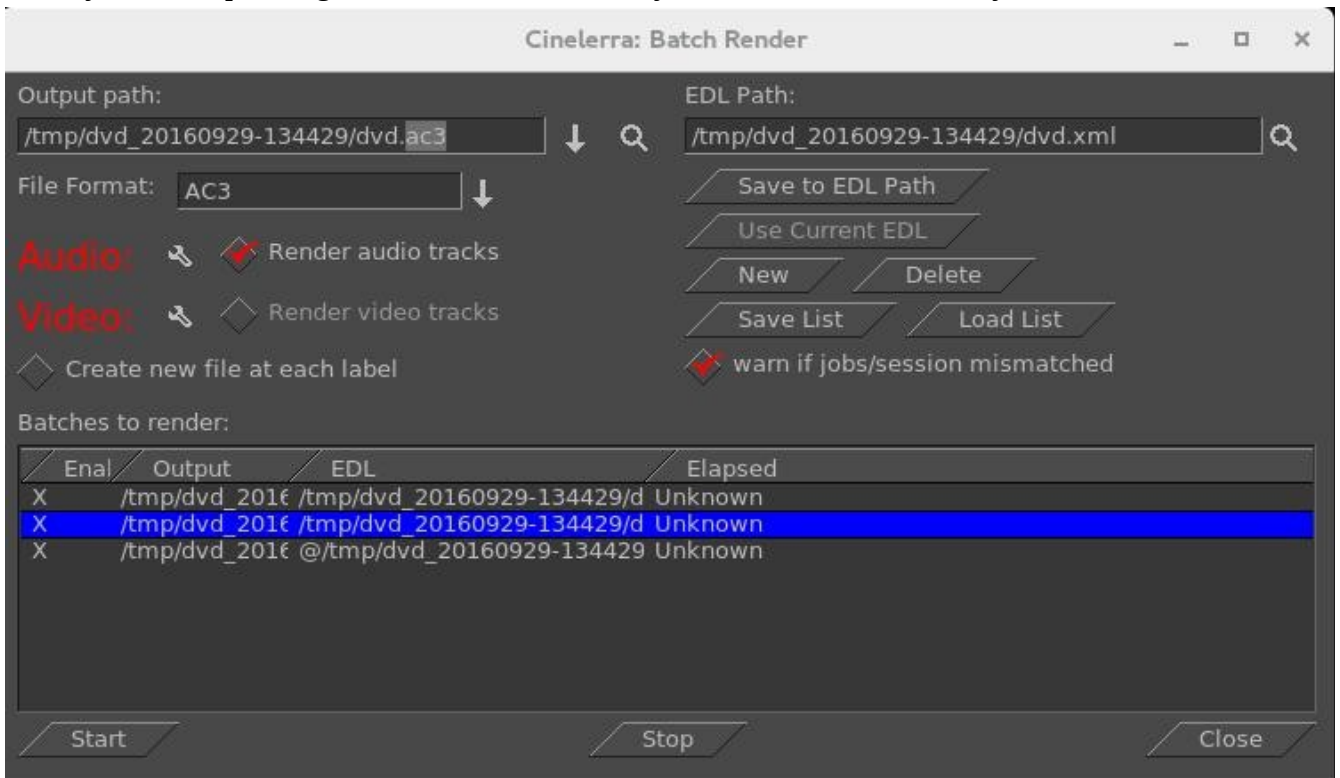 Cinelerra: Batch Render
Output path:
EDL Path:
/tmp/dvd_20160929-134429/dvd.ac3
/tmp/dvd_20160929-134429/dvd.xml
File Format: AC3
Save to EDL Path
Use Current EDL
Audio: Render audio tracks
New Delete
Video: Render video tracks
Save List Load List
Create new file at each label
warn if jobs/session mismatched
Batches to render:
Enal Output EDL Elapsed
X /tmp/dvd_2016 /tmp/dvd_20160929-134429/d Unknown
X /tmp/dvd_2016 /tmp/dvd_20160929-134429/d Unknown
X /tmp/dvd_2016 @/tmp/dvd_20160929-134429 Unknown
Start Stop Close